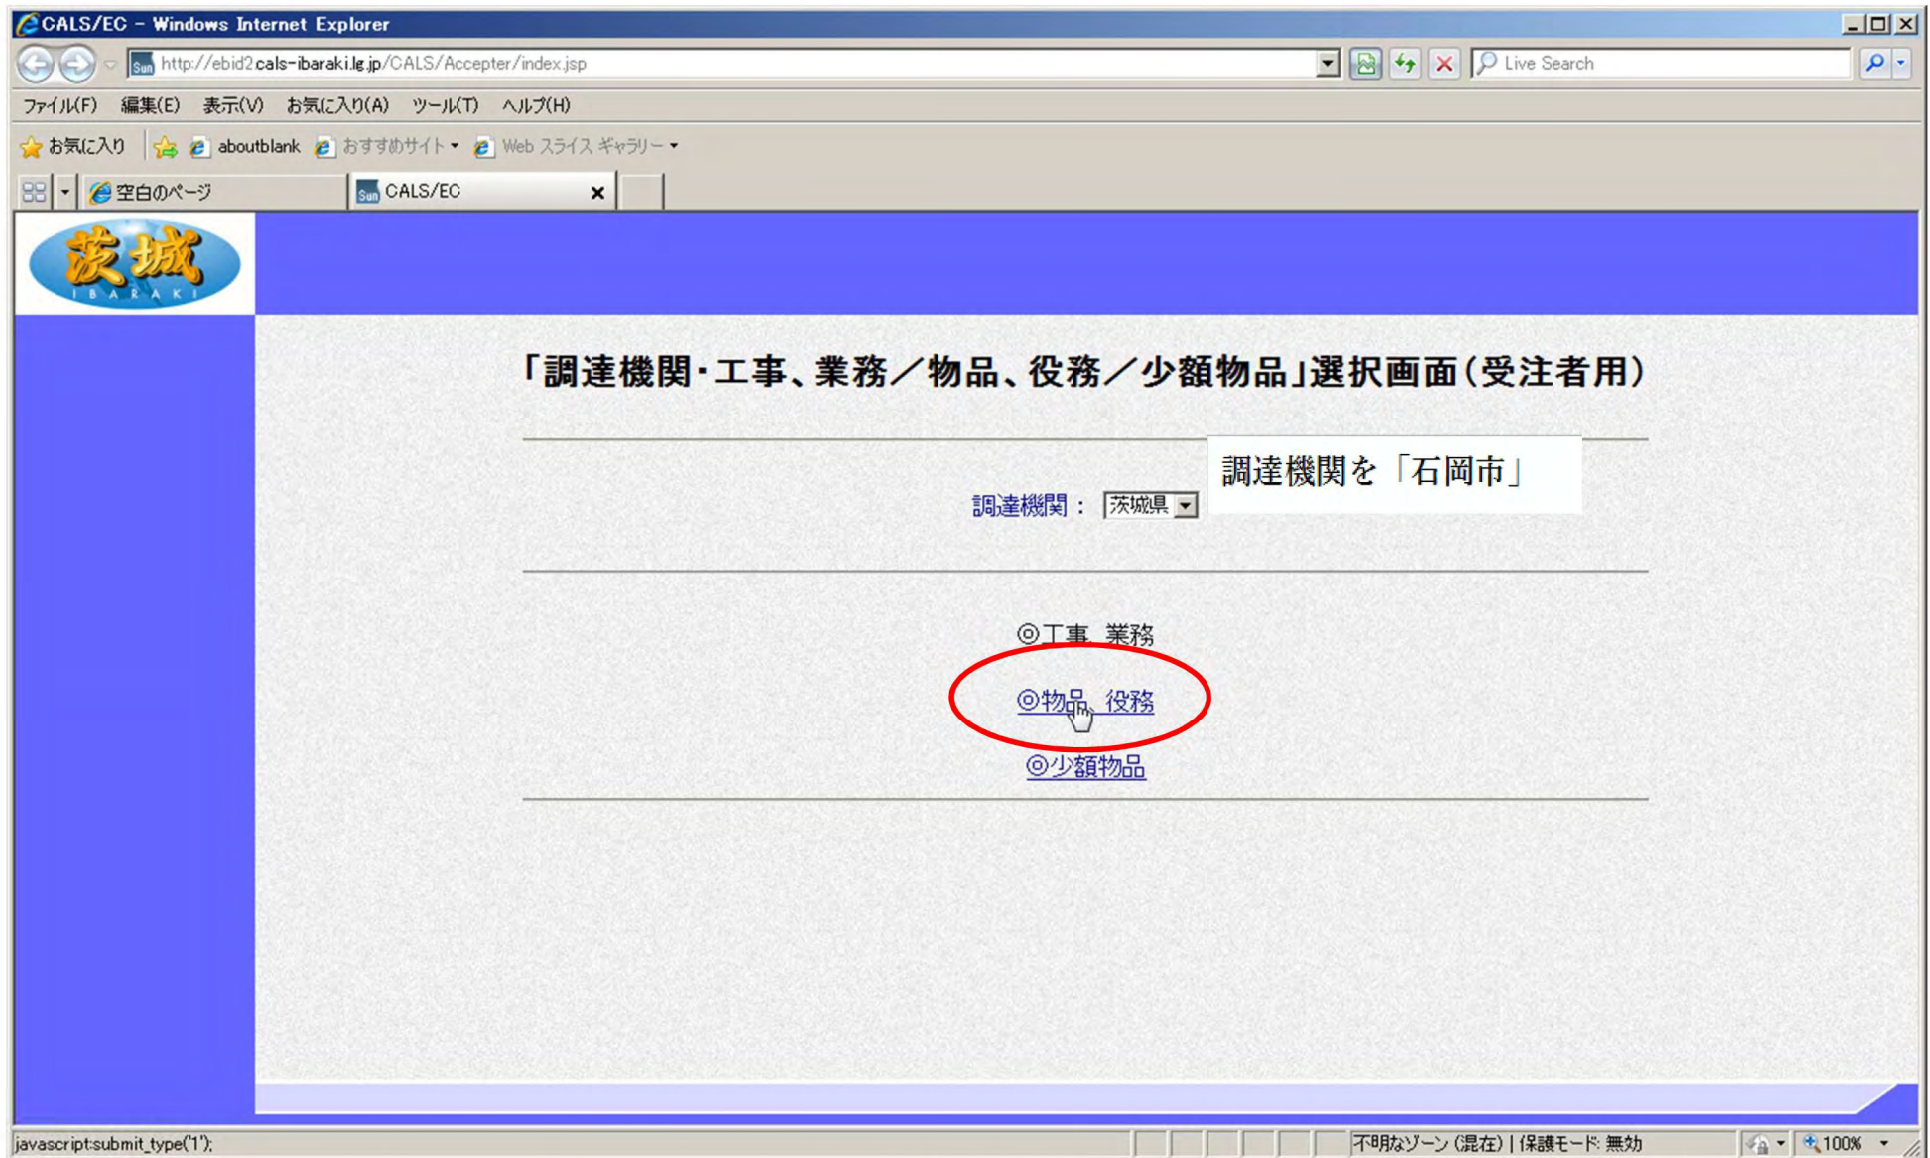 CALS/EC - Windows Internet Explorer
http://ebid2.cals-ibaraki.lg.jp/CALS/Accepter/index.jsp
Live Search
ファイル(F) 編集(E) 表示(V) お気に入り(A) ツール(T) ヘルプ(H)
お気に入り aboutblank おすすめサイト Web スライス ギャラリー
空白のページ Sun CALS/EC
茨城
IBARAKI
「調達機関・工事、業務／物品、役務／少額物品」選択画面(受注者用)
調達機関を「石岡市」
調達機関： 茨城県
◎工事、業務
◎物品、役務
◎少額物品
javascript:submit_type('1'); 不明なゾーン (混在) | 保護モード: 無効 100%